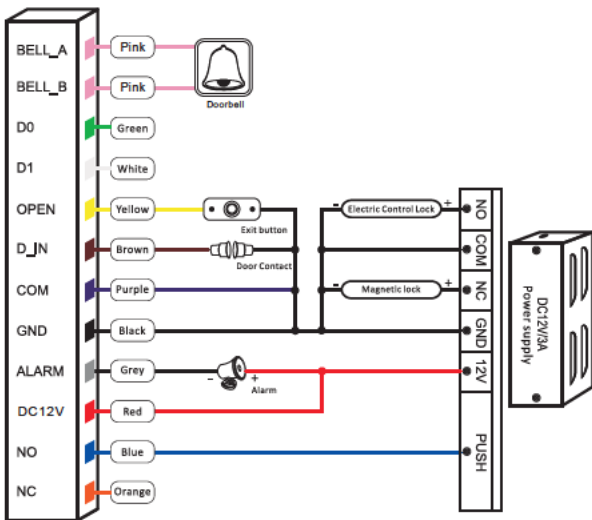 BELL_A
Pink
BELL_B
Pink
Doorbell
D0
Green
D1
White
OPEN
Yellow
Exit button
- Electric Control Lock +
NO
D_IN
Brown
Door Contact
COM
COM
Purple
- Magnetic lock +
NC
GND
Black
GND
DC12V/3A
Power supply
ALARM
Grey
- +
Alarm
12V
DC12V
Red
NO
Blue
PUSH
NC
Orange